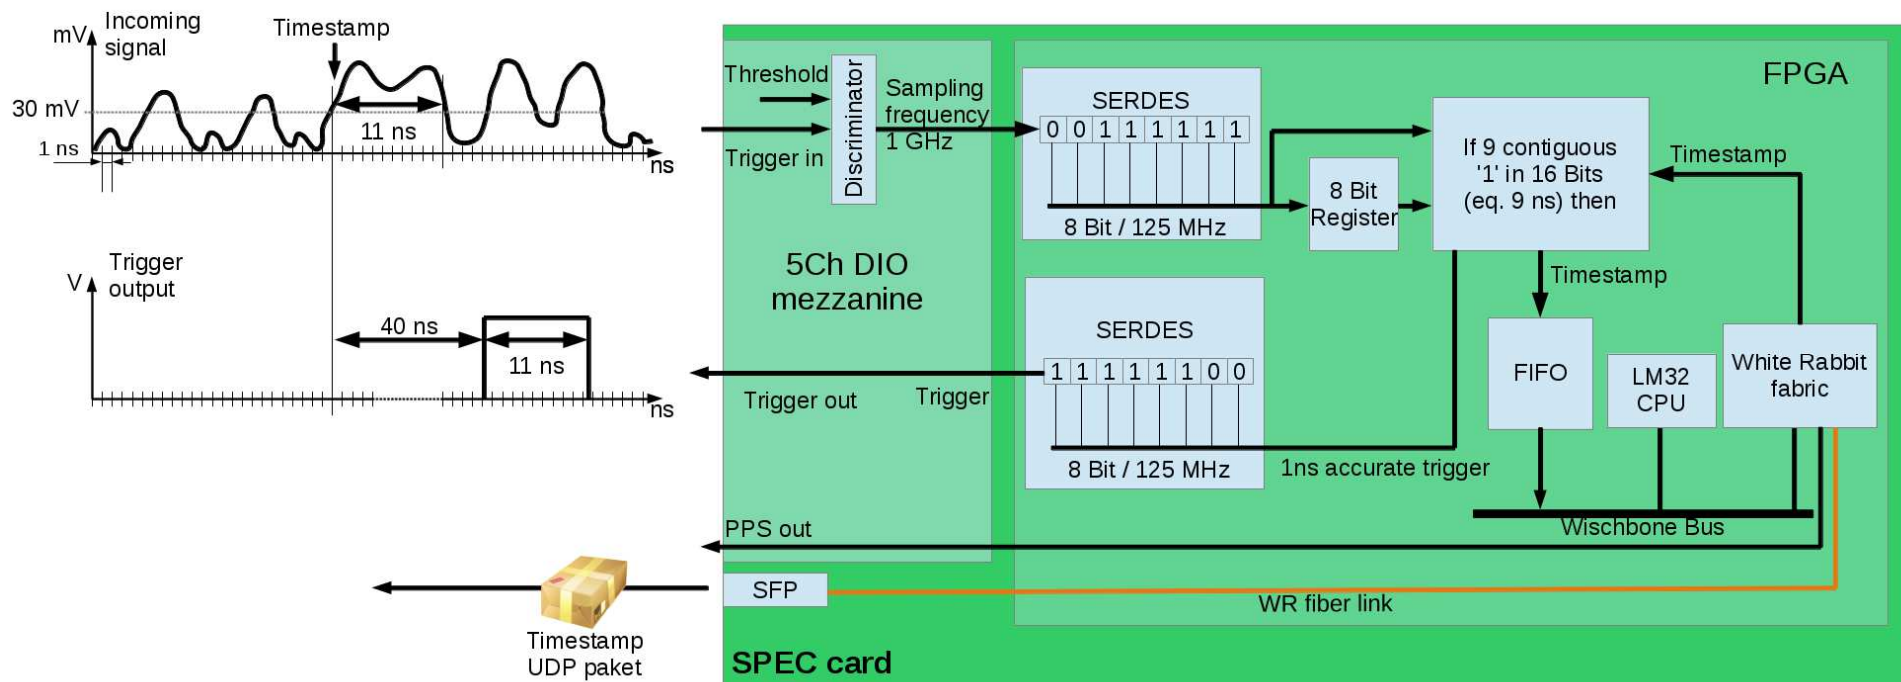 Incoming
signal
mV
Timestamp
30 mV
11 ns
1 ns
ns
Trigger
output
V
40 ns
11 ns
ns
Threshold
Trigger in
Discriminator
Sampling
frequency
1 GHz
5Ch DIO
mezzanine
FPGA
SERDES
0 0 1 1 1 1 1 1
8 Bit / 125 MHz
8 Bit
Register
If 9 contiguous
'1' in 16 Bits
(eq. 9 ns) then
Timestamp
Timestamp
SERDES
1 1 1 1 1 1 0 0
8 Bit / 125 MHz
Trigger out
Trigger
1ns accurate trigger
FIFO
LM32
CPU
White Rabbit
fabric
Wischbone Bus
PPS out
SFP
WR fiber link
Timestamp
UDP paket
SPEC card